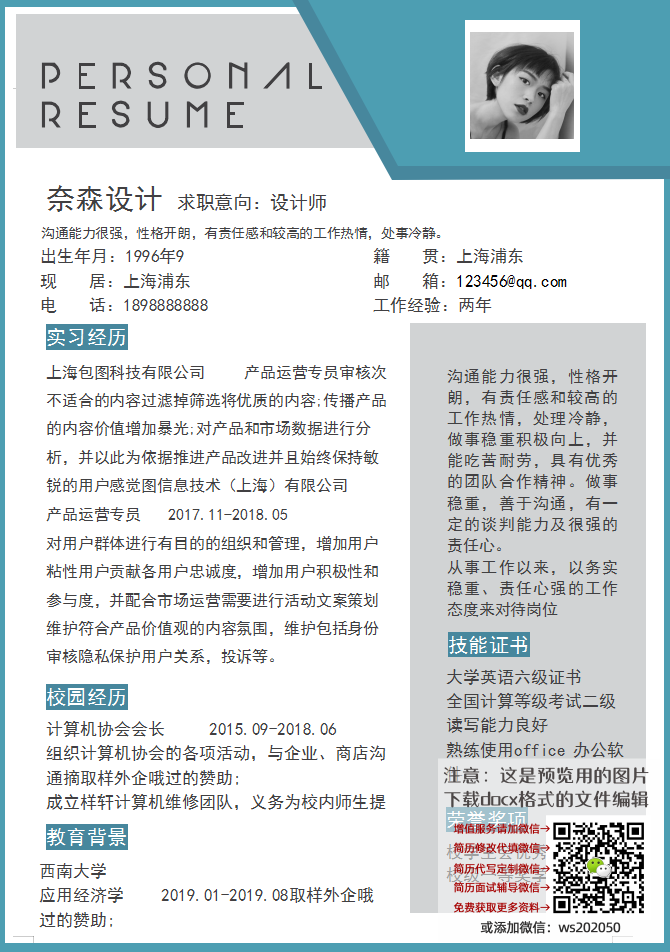 PERSONAL
RESUME
奈森设计 求职意向：设计师
沟通能力很强，性格开朗，有责任感和较高的工作热情，处事冷静。
出生年月：1996年9
籍 贯：上海浦东
现 居：上海浦东
邮 箱：123456@qq.com
电 话：1898888888
工作经验：两年
实习经历
上海包图科技有限公司 产品运营专员审核次
不适合的内容过滤掉筛选将优质的内容;传播产品
的内容价值增加曝光;对产品和市场数据进行分
析，并以此为依据推进产品改进并且始终保持敏
锐的用户感觉图信息技术（上海）有限公司
产品运营专员 2017.11-2018.05
对用户群体进行有目的的组织和管理，增加用户
粘性用户贡献各用户忠诚度，增加用户积极性和
参与度，并配合市场运营需要进行活动文案策划
维护符合产品价值观的内容氛围，维护包括身份
审核隐私保护用户关系，投诉等。
校园经历
计算机协会会长 2015.09-2018.06
组织计算机协会的各项活动，与企业、商店沟
通摘取样外企哦过的赞助;
成立样轩计算机维修团队，义务为校内师生提
教育背景
西南大学
应用经济学 2019.01-2019.08取样外企哦
过的赞助;
沟通能力很强，性格开
朗，有责任感和较高的
工作热情，处理冷静，
做事稳重积极向上，并
能吃苦耐劳，具有优秀
的团队合作精神。做事
稳重，善于沟通，有一
定的谈判能力及很强的
责任心。
从事工作以来，以务实
稳重、责任心强的工作
态度来对待岗位
技能证书
大学英语六级证书
全国计算等级考试二级
读写能力良好
熟练使用office 办公软
注意：这是预览用的图片
下载docx格式的文件编辑
荣誉奖项
校学生会优秀
校级一等奖学
增值服务请加微信→
简历修改代填微信→
简历代写定制微信→
简历面试辅导微信→
免费获取更多资料→
或添加微信：ws202050